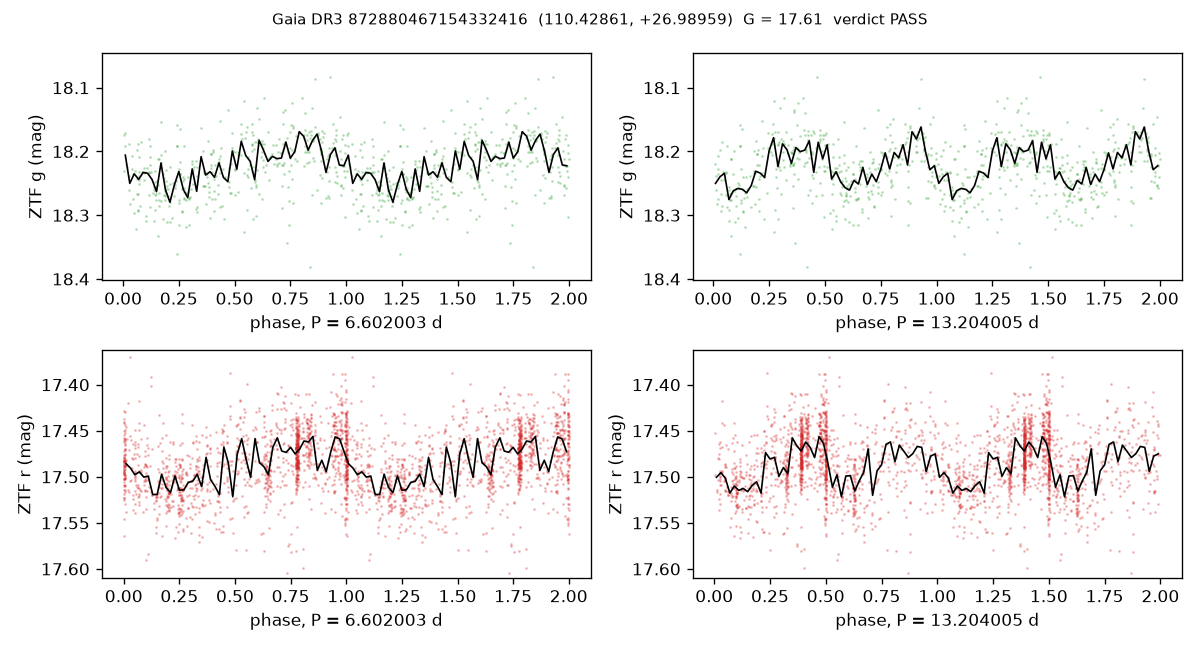 Gaia DR3 872880467154332416  (110.42861, +26.98959)  G = 17.61  verdict PASS
ZTF g (mag)
18.1
18.2
18.3
18.4
0.00 0.25 0.50 0.75 1.00 1.25 1.50 1.75 2.00
phase, P = 6.602003 d
ZTF g (mag)
18.1
18.2
18.3
18.4
0.00 0.25 0.50 0.75 1.00 1.25 1.50 1.75 2.00
phase, P = 13.204005 d
ZTF r (mag)
17.40
17.45
17.50
17.55
17.60
0.00 0.25 0.50 0.75 1.00 1.25 1.50 1.75 2.00
phase, P = 6.602003 d
ZTF r (mag)
17.40
17.45
17.50
17.55
17.60
0.00 0.25 0.50 0.75 1.00 1.25 1.50 1.75 2.00
phase, P = 13.204005 d